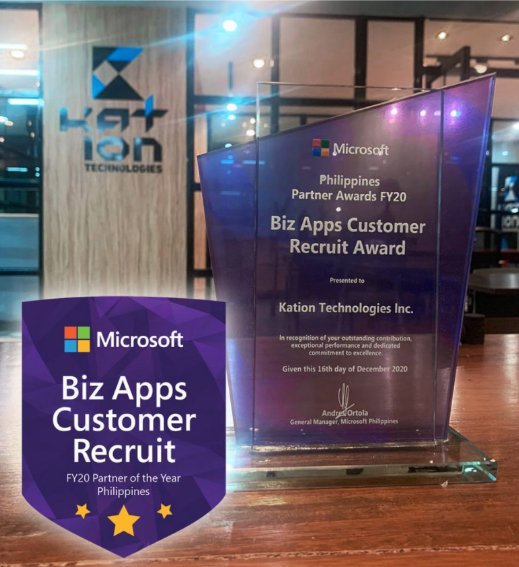 Kation
TECHNOLOGIES
Microsoft
Philippines
Partner Awards FY20
Biz Apps Customer
Recruit Award
Presented to
Kation Technologies Inc.
In recognition of your outstanding contribution,
exceptional performance and dedicated
commitment to excellence.
Given this 16th day of December 2020
Andres Ortola
General Manager, Microsoft Philippines
Microsoft
Biz Apps
Customer
Recruit
FY20 Partner of the Year
Philippines